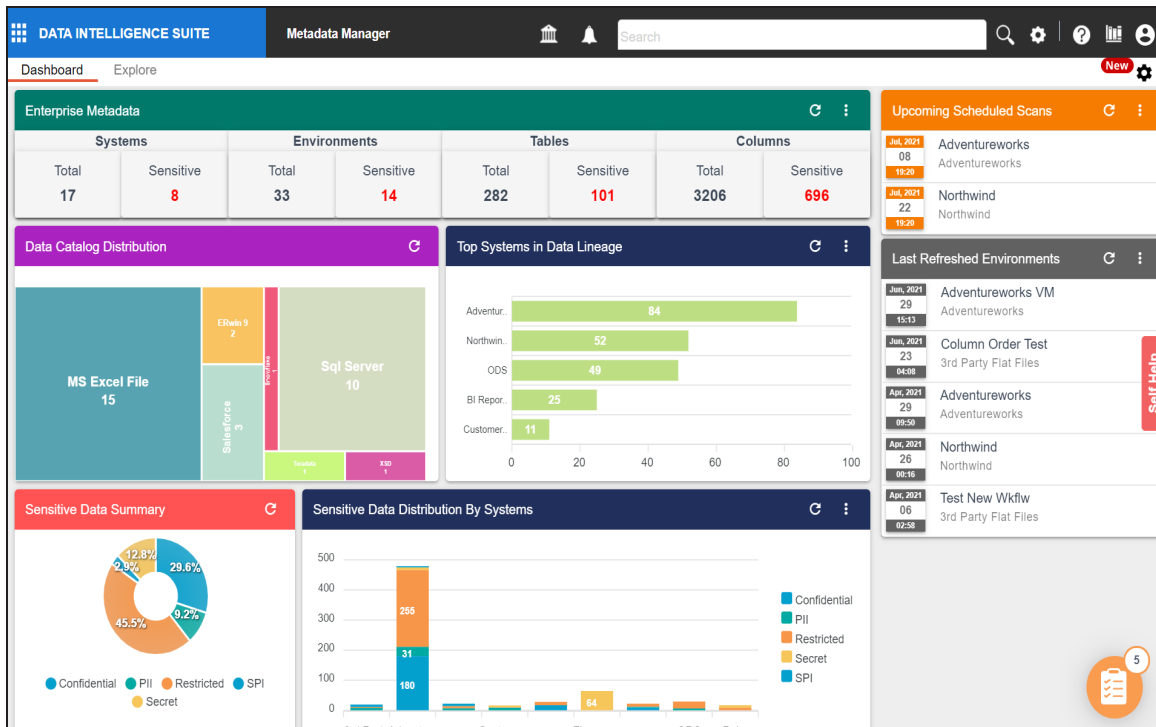 DATA INTELLIGENCE SUITE
Metadata Manager
Search
Dashboard
Explore
New
Enterprise Metadata
Systems
Environments
Tables
Columns
Total
Sensitive
Total
Sensitive
Total
Sensitive
Total
Sensitive
17
8
33
14
282
101
3206
696
Upcoming Scheduled Scans
Jul, 2021
08
19:20
Adventureworks
Adventureworks
Jul, 2021
22
19:20
Northwind
Northwind
Data Catalog Distribution
MS Excel File
15
ERwin 9
2
Salesforce
3
Snowflake
1
Sql Server
10
Teradata
1
XSD
1
Top Systems in Data Lineage
Adventur..
84
Northwin..
52
ODS
49
BI Repor..
25
Customer..
11
0
20
40
60
80
100
Last Refreshed Environments
Jun, 2021
29
15:13
Adventureworks VM
Adventureworks
Jun, 2021
23
04:08
Column Order Test
3rd Party Flat Files
Apr, 2021
29
09:50
Adventureworks
Adventureworks
Apr, 2021
26
00:16
Northwind
Northwind
Apr, 2021
06
02:58
Test New Wkflw
3rd Party Flat Files
Self Help
Sensitive Data Summary
12.8%
2.9%
29.6%
9.2%
45.5%
Confidential
PII
Restricted
SPI
Secret
Sensitive Data Distribution By Systems
500
400
300
200
100
0
255
31
180
64
Confidential
PII
Restricted
Secret
SPI
5